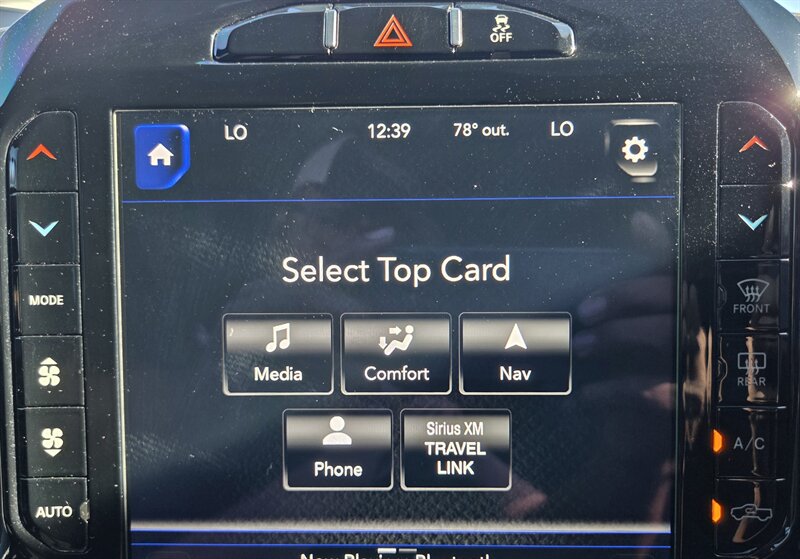 OFF
LO 12:39 78° out. LO
Select Top Card
MODE
FRONT
Media Comfort Nav
REAR
Phone
Sirius XM
TRAVEL
LINK
A/C
AUTO